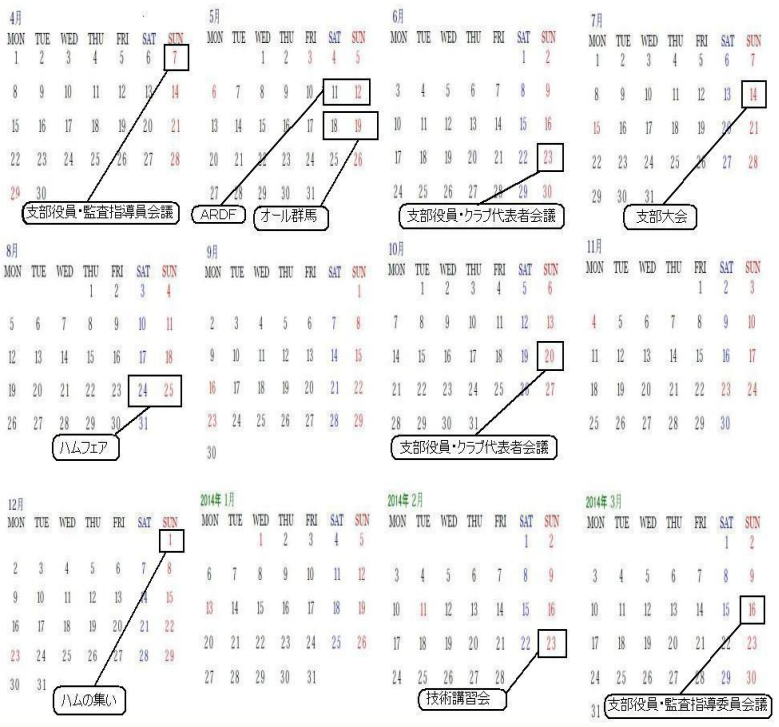 4月
MON TUE WED THU FRI SAT SUN
1 2 3 4 5 6 7
8 9 10 11 12 13 14
15 16 17 18 19 20 21
22 23 24 25 26 27 28
29 30
支部役員・監査指導員会議
5月
MON TUE WED THU FRI SAT SUN
1 2 3 4 5
6 7 8 9 10 11 12
13 14 15 16 17 18 19
20 21 22 23 24 25 26
27 28 29 30 31
ARDF オール群馬
6月
MON TUE WED THU FRI SAT SUN
1 2
3 4 5 6 7 8 9
10 11 12 13 14 15 16
17 18 19 20 21 22 23
24 25 26 27 28 29 30
支部役員・クラブ代表者会議
7月
MON TUE WED THU FRI SAT SUN
1 2 3 4 5 6 7
8 9 10 11 12 13 14
15 16 17 18 19 20 21
22 23 24 25 26 27 28
29 30 31
支部大会
8月
MON TUE WED THU FRI SAT SUN
1 2 3 4
5 6 7 8 9 10 11
12 13 14 15 16 17 18
19 20 21 22 23 24 25
26 27 28 29 30 31
ハムフェア
9月
MON TUE WED THU FRI SAT SUN
1
2 3 4 5 6 7 8
9 10 11 12 13 14 15
16 17 18 19 20 21 22
23 24 25 26 27 28 29
30
10月
MON TUE WED THU FRI SAT SUN
1 2 3 4 5 6
7 8 9 10 11 12 13
14 15 16 17 18 19 20
21 22 23 24 25 26 27
28 29 30 31
支部役員・クラブ代表者会議
11月
MON TUE WED THU FRI SAT SUN
1 2 3
4 5 6 7 8 9 10
11 12 13 14 15 16 17
18 19 20 21 22 23 24
25 26 27 28 29 30
12月
MON TUE WED THU FRI SAT SUN
1
2 3 4 5 6 7 8
9 10 11 12 13 14 15
16 17 18 19 20 21 22
23 24 25 26 27 28 29
30 31
ハムの集い
2014年 1月
MON TUE WED THU FRI SAT SUN
1 2 3 4 5
6 7 8 9 10 11 12
13 14 15 16 17 18 19
20 21 22 23 24 25 26
27 28 29 30 31
2014年 2月
MON TUE WED THU FRI SAT SUN
1 2
3 4 5 6 7 8 9
10 11 12 13 14 15 16
17 18 19 20 21 22 23
24 25 26 27 28
技術講習会
2014年 3月
MON TUE WED THU FRI SAT SUN
1 2
3 4 5 6 7 8 9
10 11 12 13 14 15 16
17 18 19 20 21 22 23
24 25 26 27 28 29 30
31
支部役員・監査指導委員会議